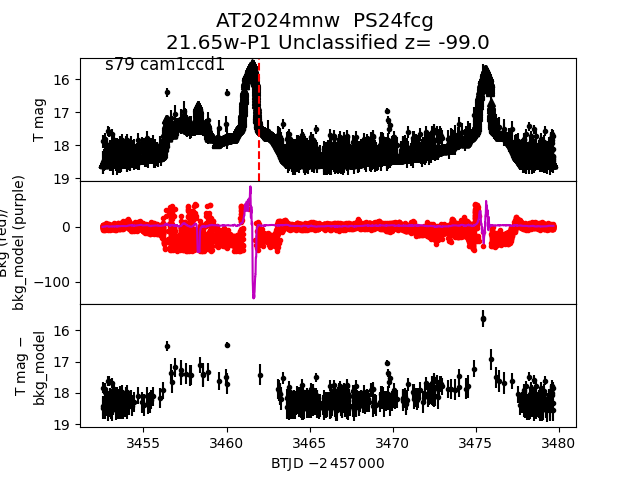 AT2024mnw PS24fcg
21.65w-P1 Unclassified z= -99.0
s79 cam1ccd1
T mag
16
17
18
19
Bkg (red)/
bkg_model (purple)
0
−100
T mag −
bkg_model
16
17
18
19
3455 3460 3465 3470 3475 3480
BTJD −2 457 000